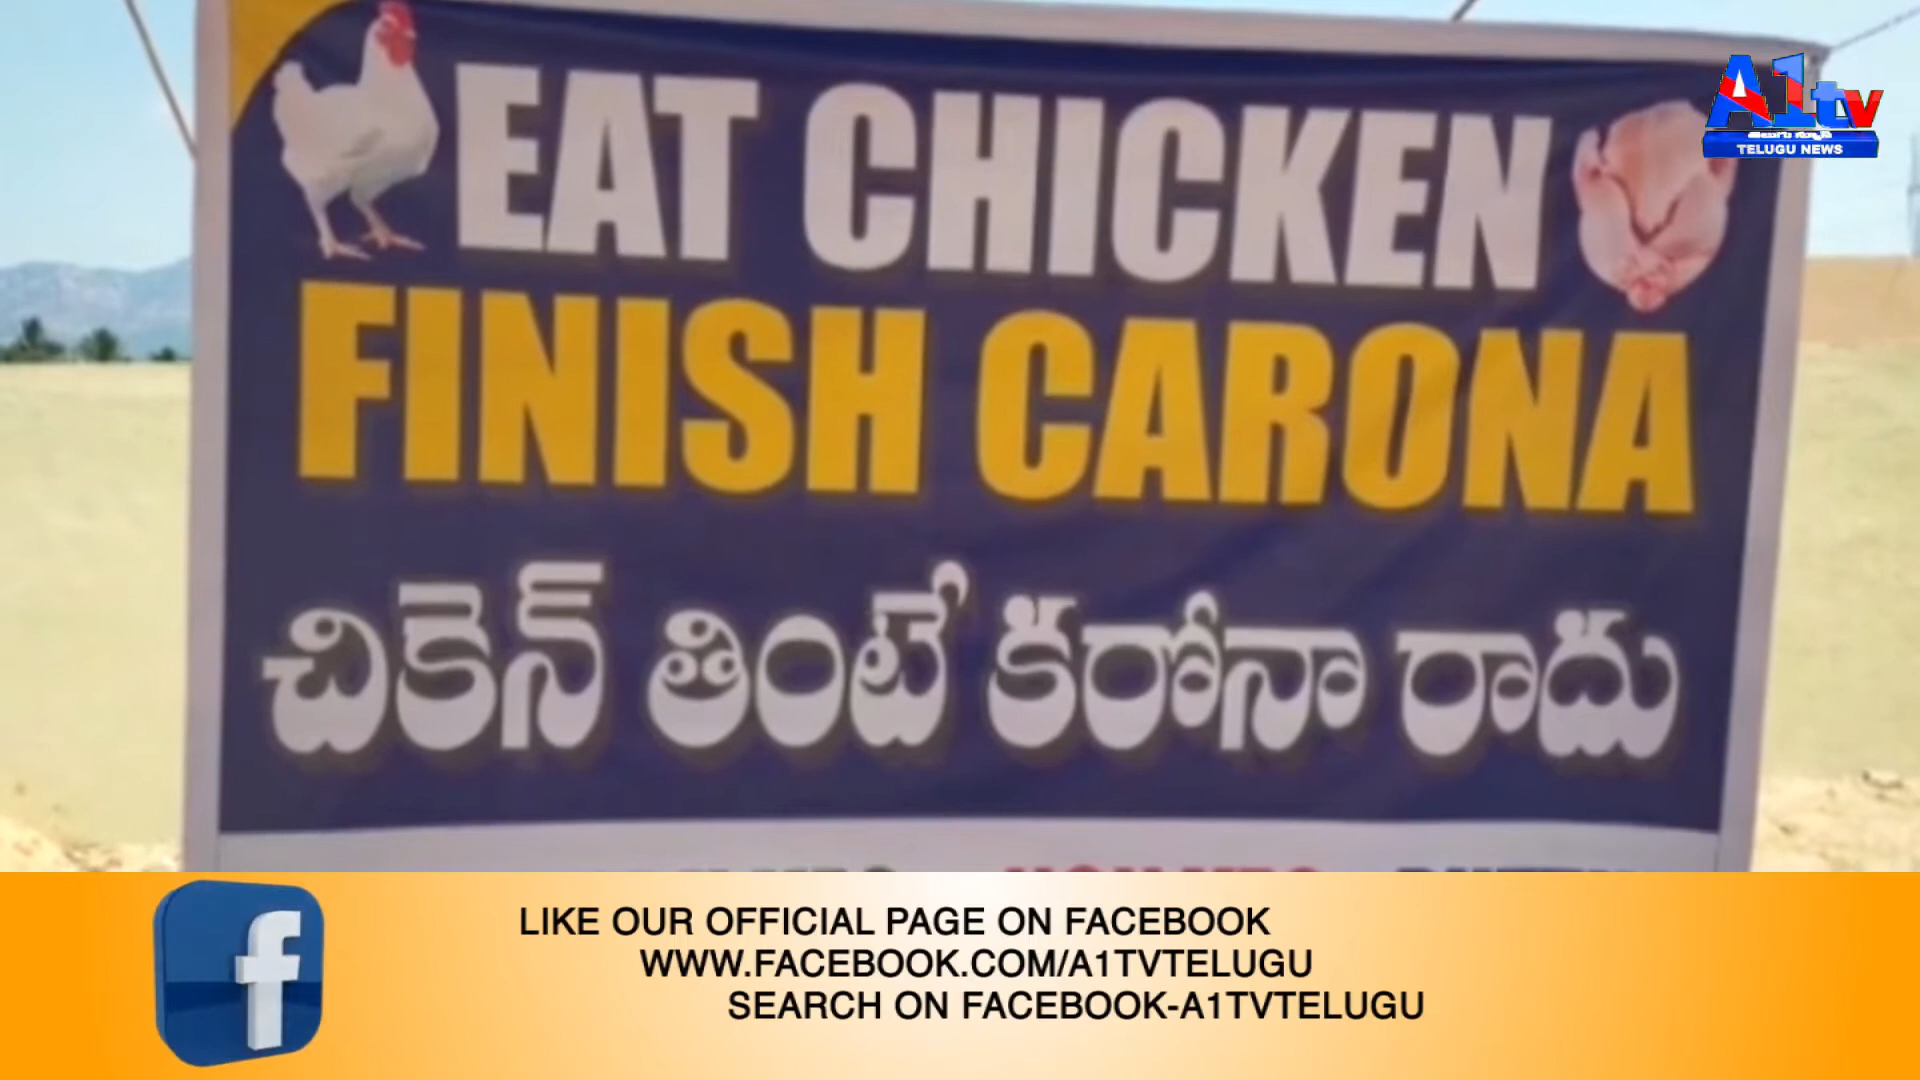 EAT CHICKEN
FINISH CARONA
చికెన్ తింటే కరోనా రాదు
A1tv
తెలుగు న్యూస్
TELUGU NEWS
LIKE OUR OFFICIAL PAGE ON FACEBOOK
WWW.FACEBOOK.COM/A1TVTELUGU
SEARCH ON FACEBOOK-A1TVTELUGU